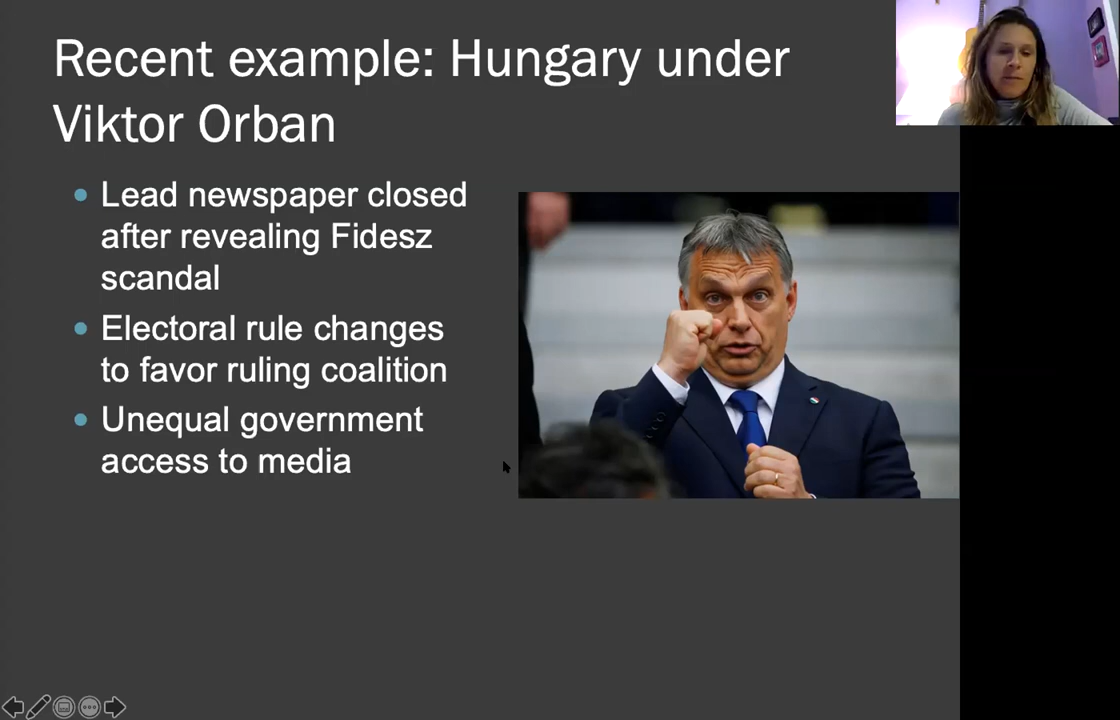 Recent example: Hungary under
Viktor Orban
Lead newspaper closed
after revealing Fidesz
scandal
Electoral rule changes
to favor ruling coalition
Unequal government
access to media